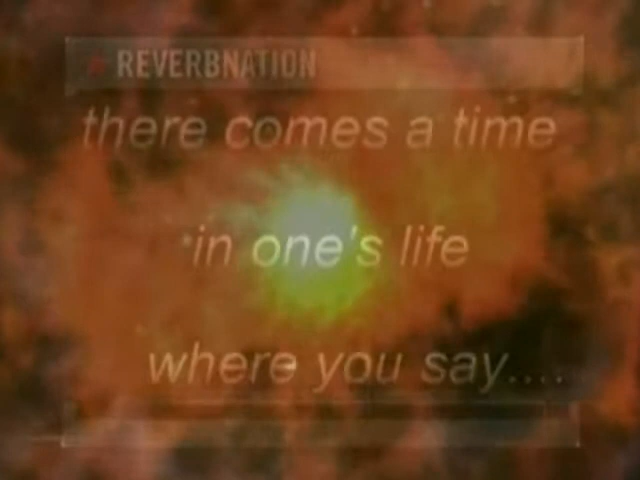 REVERBNATION
there comes a time
in one's life
where you say....